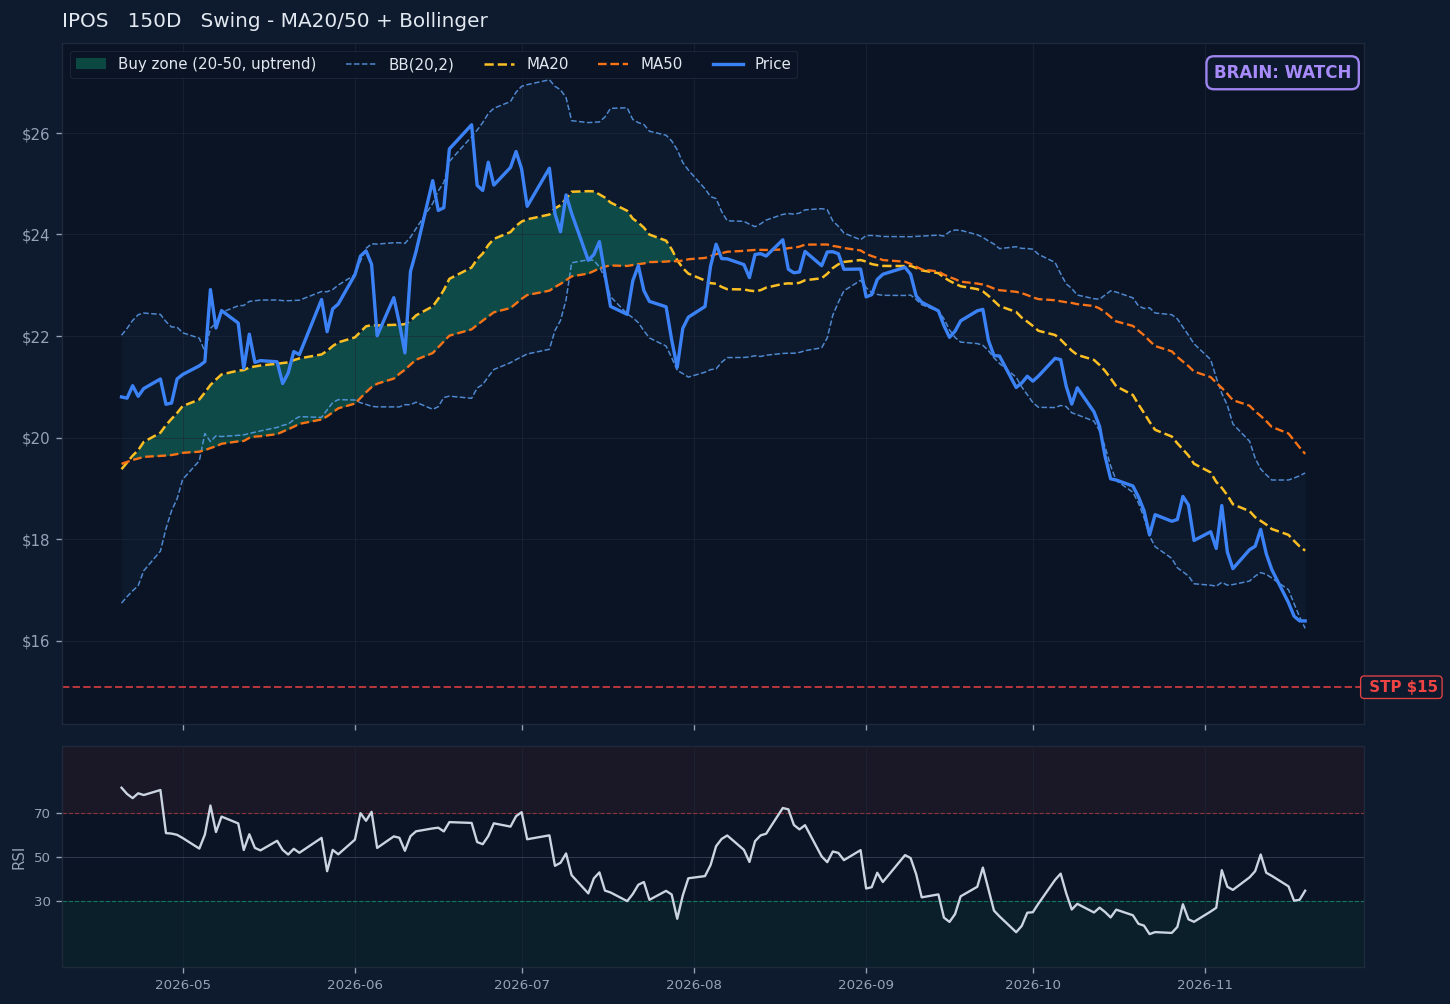 IPOS   150D   Swing - MA20/50 + Bollinger
Buy zone (20-50, uptrend)
BB(20,2)
MA20
MA50
Price
BRAIN: WATCH
$26
$24
$22
$20
$18
$16
STP $15
70
50
30
RSI
2026-05
2026-06
2026-07
2026-08
2026-09
2026-10
2026-11